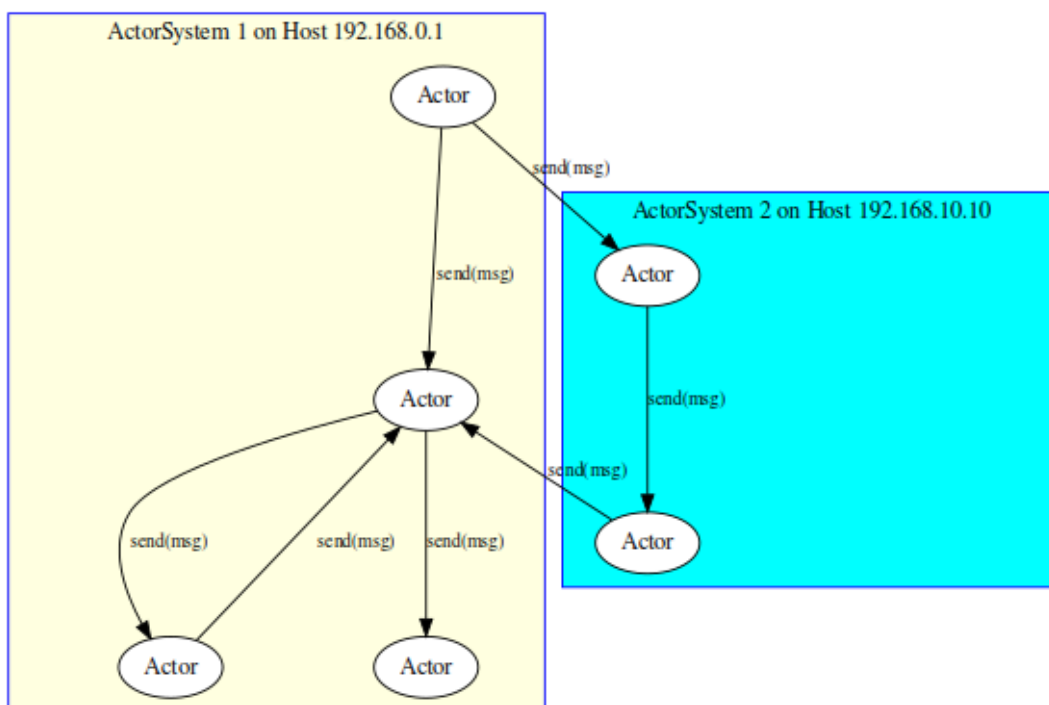 ActorSystem 1 on Host 192.168.0.1
Actor
send(msg)
ActorSystem 2 on Host 192.168.10.10
Actor
send(msg)
Actor
send(msg)
send(msg)
Actor
send(msg)
send(msg)
send(msg)
Actor
Actor